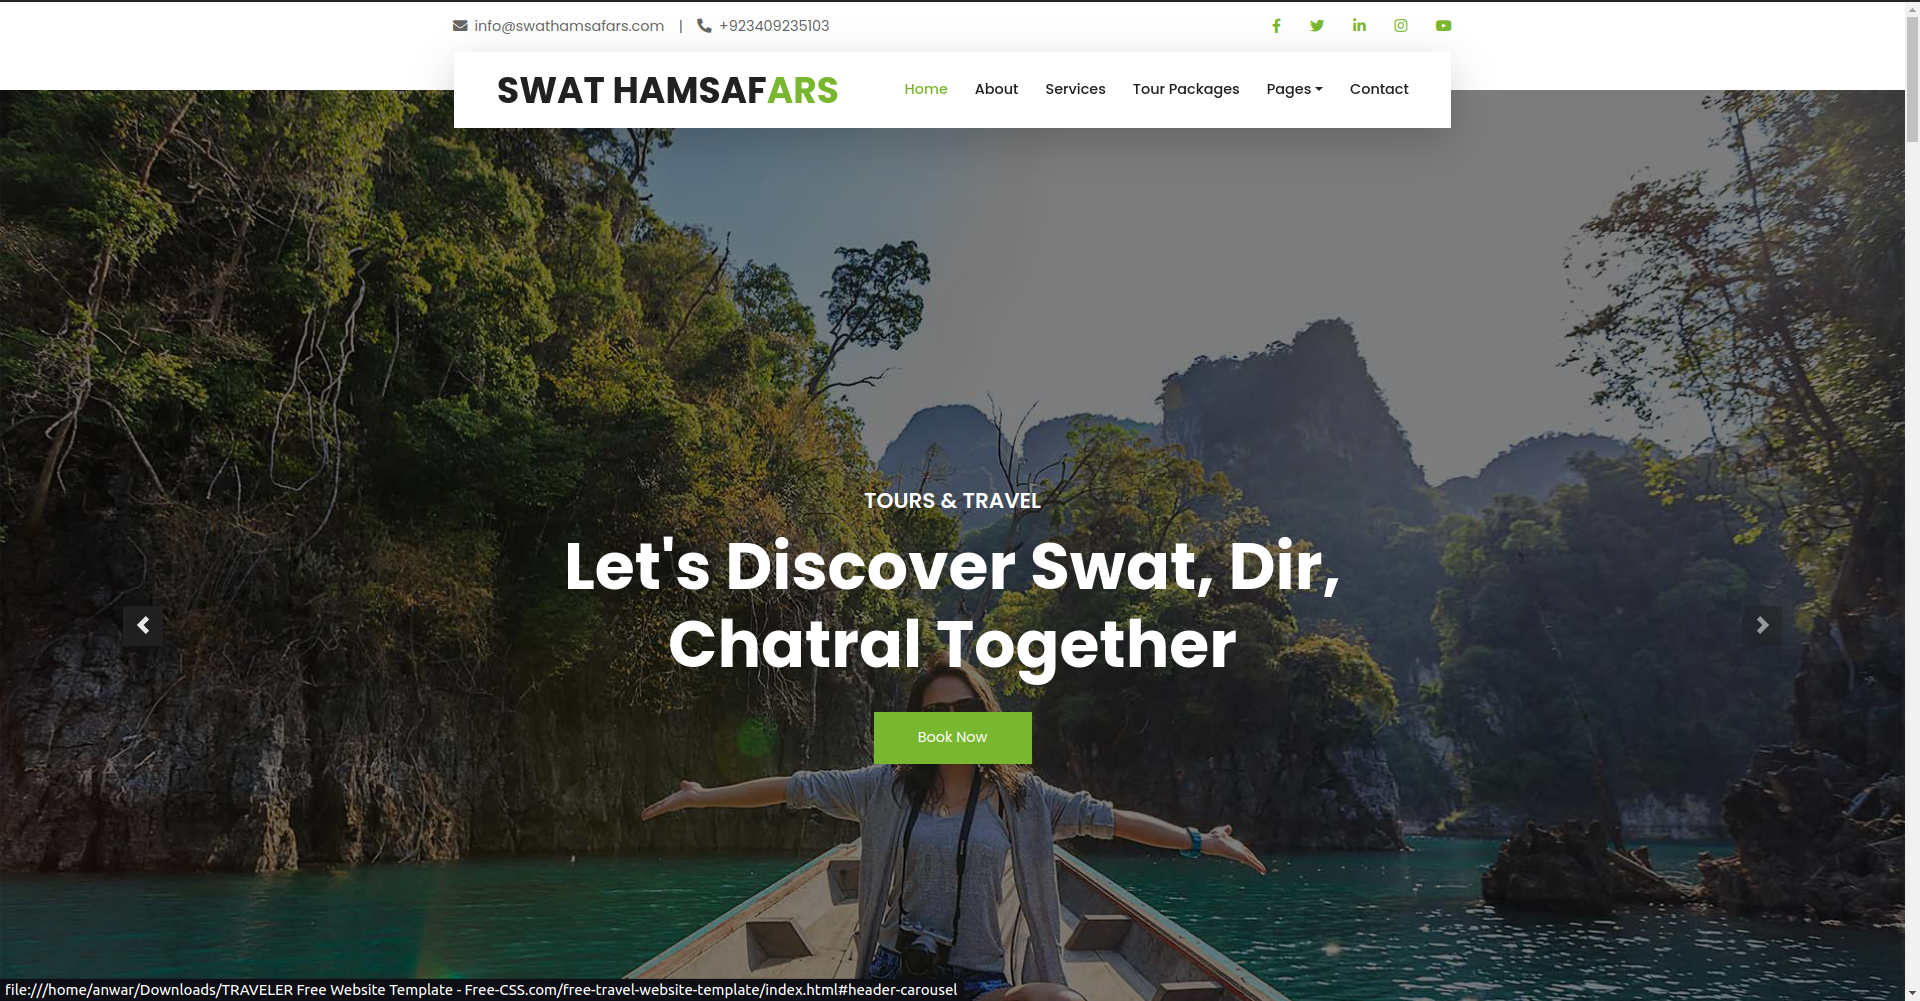 info@swathamsafars.com | +923409235103
SWAT HAMSAFARS
Home About Services Tour Packages Pages Contact
TOURS & TRAVEL
Let's Discover Swat, Dir,
Chatral Together
Book Now
file:///home/anwar/Downloads/TRAVELER Free Website Template - Free-CSS.com/free-travel-website-template/index.html#header-carousel